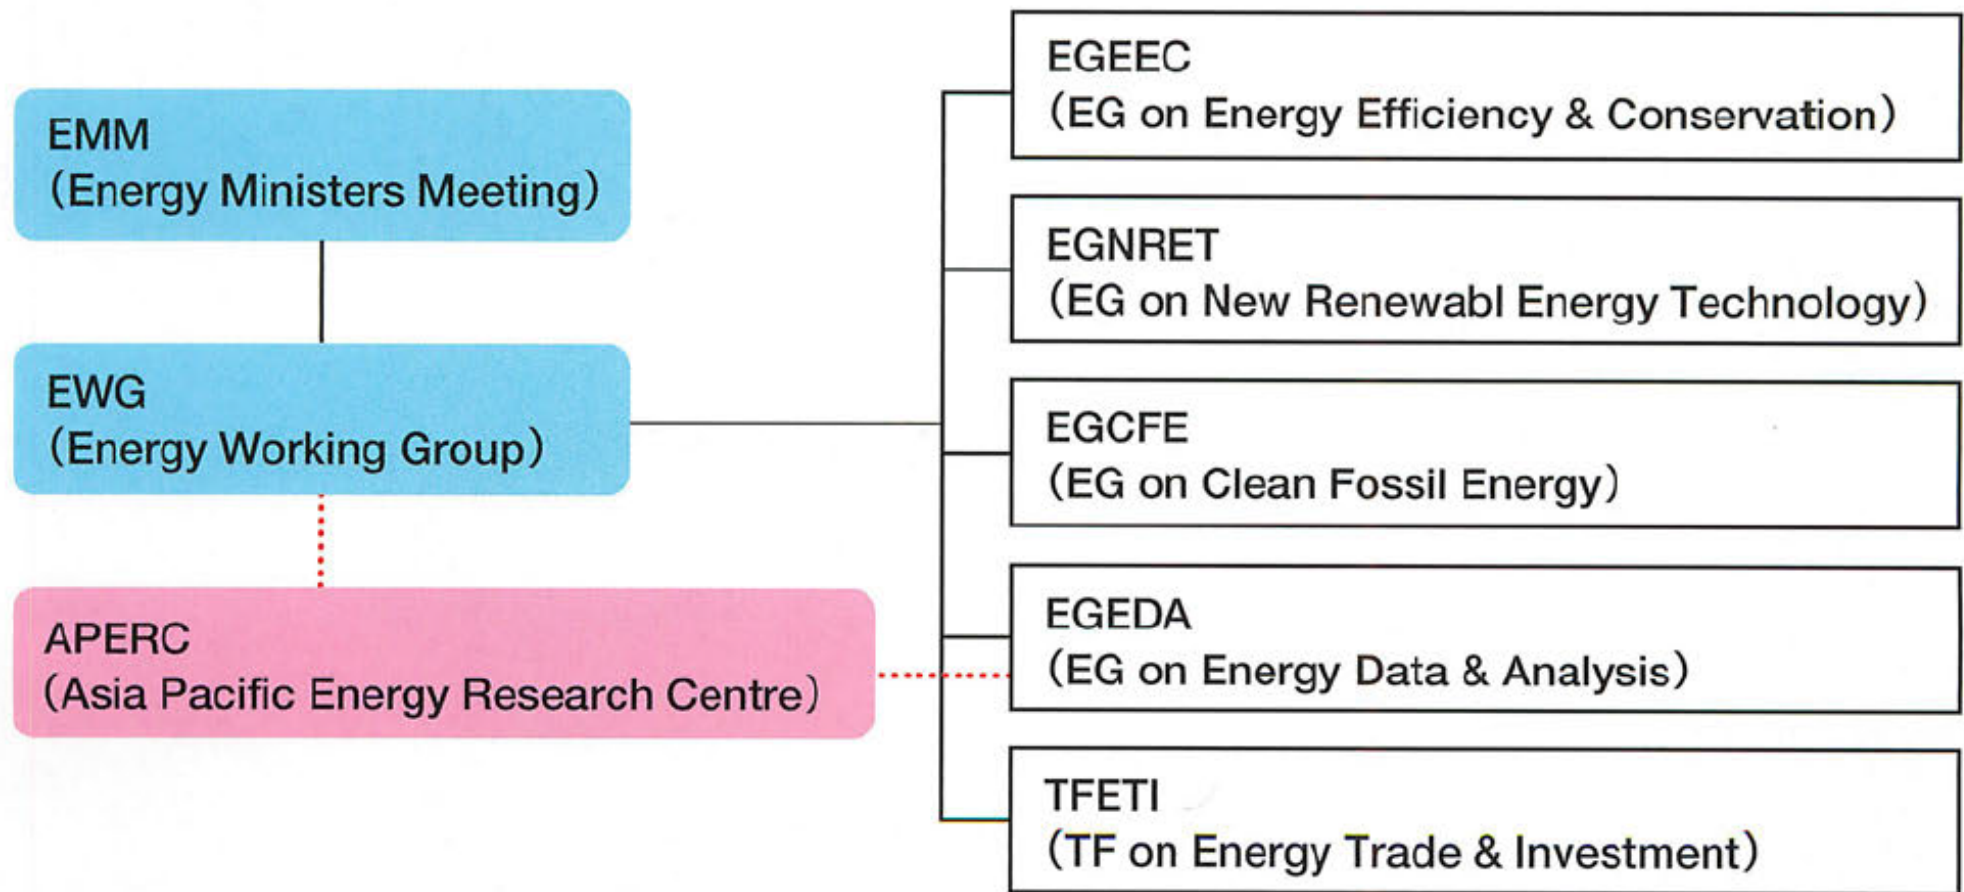 EMM
(Energy Ministers Meeting)
EWG
(Energy Working Group)
APERC
(Asia Pacific Energy Research Centre)
EGEEC
(EG on Energy Efficiency & Conservation)
EGNRET
(EG on New Renewabl Energy Technology)
EGCFE
(EG on Clean Fossil Energy)
EGEDA
(EG on Energy Data & Analysis)
TFETI
(TF on Energy Trade & Investment)